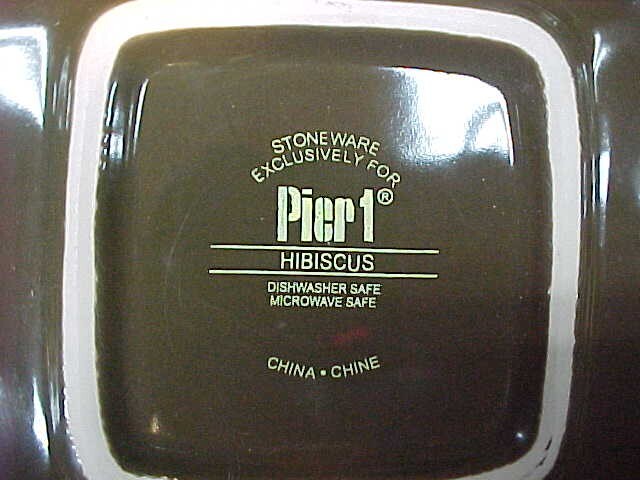 STONEWARE
EXCLUSIVELY FOR
Pier 1®
HIBISCUS
DISHWASHER SAFE
MICROWAVE SAFE
CHINA • CHINE